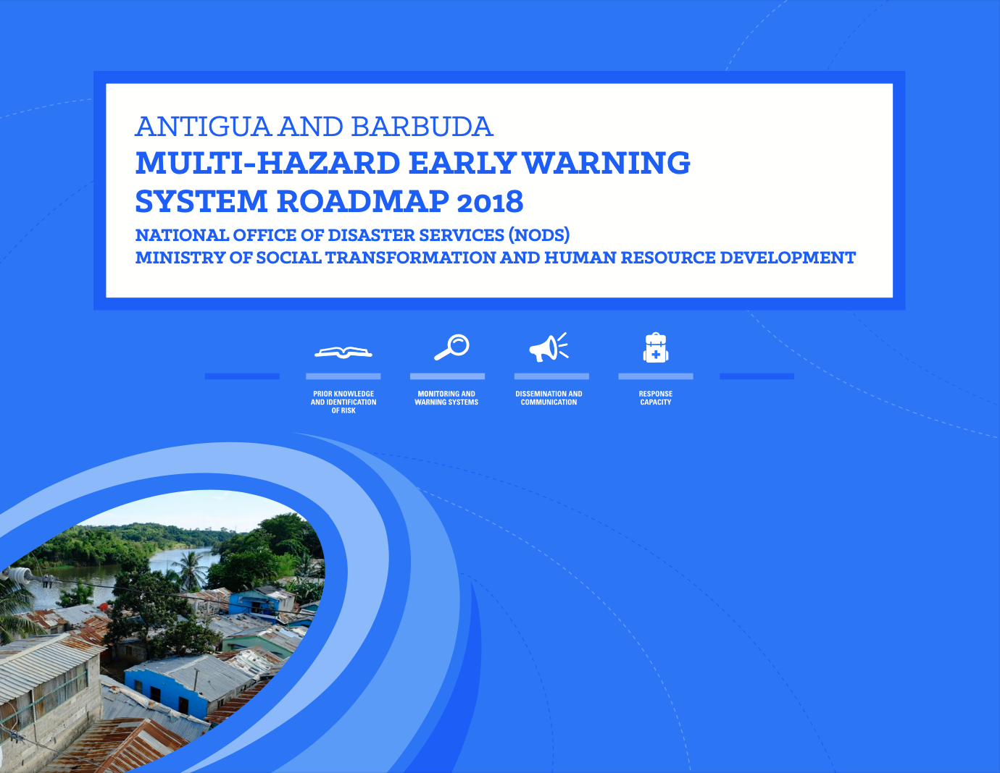 ANTIGUA AND BARBUDA
MULTI-HAZARD EARLY WARNING
SYSTEM ROADMAP 2018
NATIONAL OFFICE OF DISASTER SERVICES (NODS)
MINISTRY OF SOCIAL TRANSFORMATION AND HUMAN RESOURCE DEVELOPMENT
PRIOR KNOWLEDGE
AND IDENTIFICATION
OF RISK
MONITORING AND
WARNING SYSTEMS
DISSEMINATION AND
COMMUNICATION
RESPONSE
CAPACITY